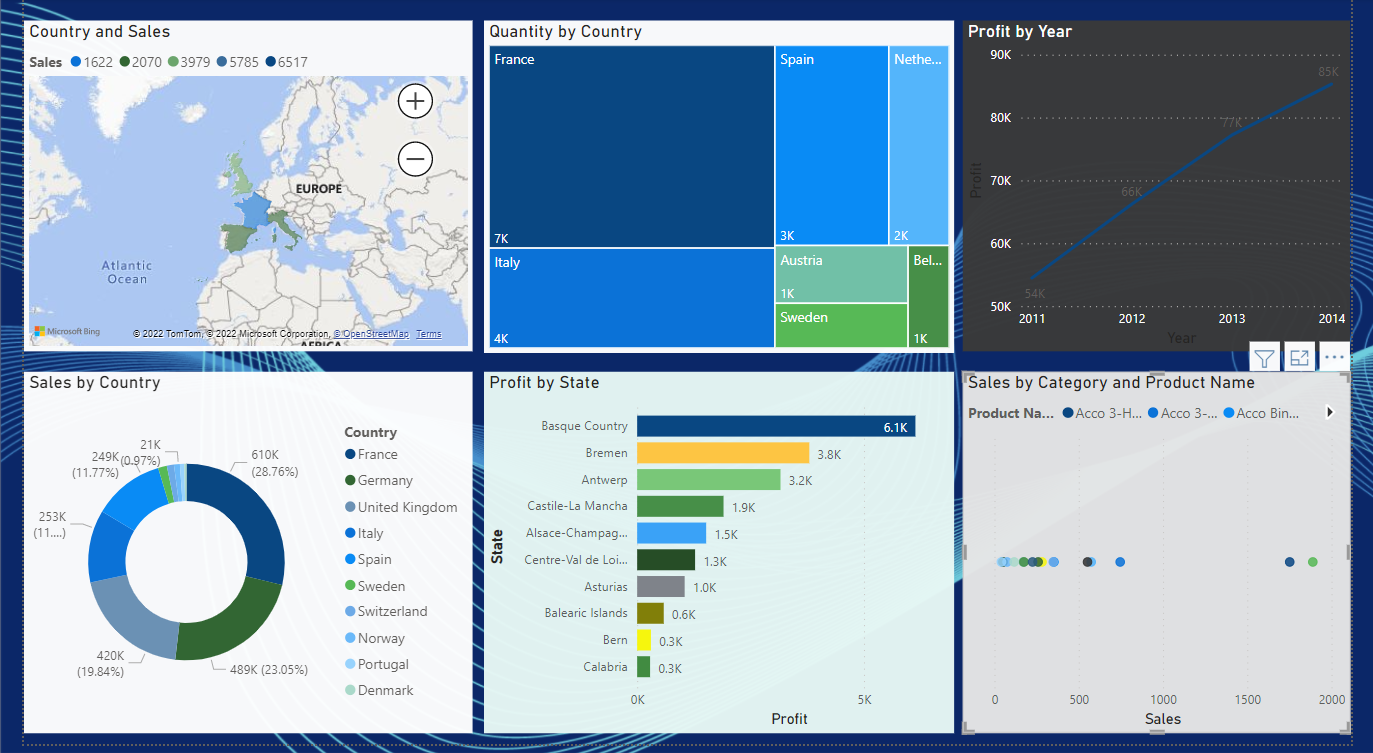 Country and Sales
Sales 1622 2070 3979 5785 6517
EUROPE
Atlantic
Ocean
AFRICA
Microsoft Bing
© 2022 TomTom, © 2022 Microsoft Corporation, © OpenStreetMap Terms
Quantity by Country
France
7K
Italy
4K
Spain
3K
Nethe...
2K
Austria
1K
Sweden
Bel...
1K
Profit by Year
Profit
90K
80K
70K
60K
50K
54K
66K
77K
85K
2011 2012 2013 2014
Year
Sales by Country
21K
(0.97%)
249K
(11.77%)
253K
(11....)
420K
(19.84%)
489K (23.05%)
610K
(28.76%)
Country
France
Germany
United Kingdom
Italy
Spain
Sweden
Switzerland
Norway
Portugal
Denmark
Profit by State
State
Basque Country 6.1K
Bremen 3.8K
Antwerp 3.2K
Castile-La Mancha 1.9K
Alsace-Champag... 1.5K
Centre-Val de Loi... 1.3K
Asturias 1.0K
Balearic Islands 0.6K
Bern 0.3K
Calabria 0.3K
0K 5K
Profit
Sales by Category and Product Name
Product Na... Acco 3-H... Acco 3-... Acco Bin...
0 500 1000 1500 2000
Sales